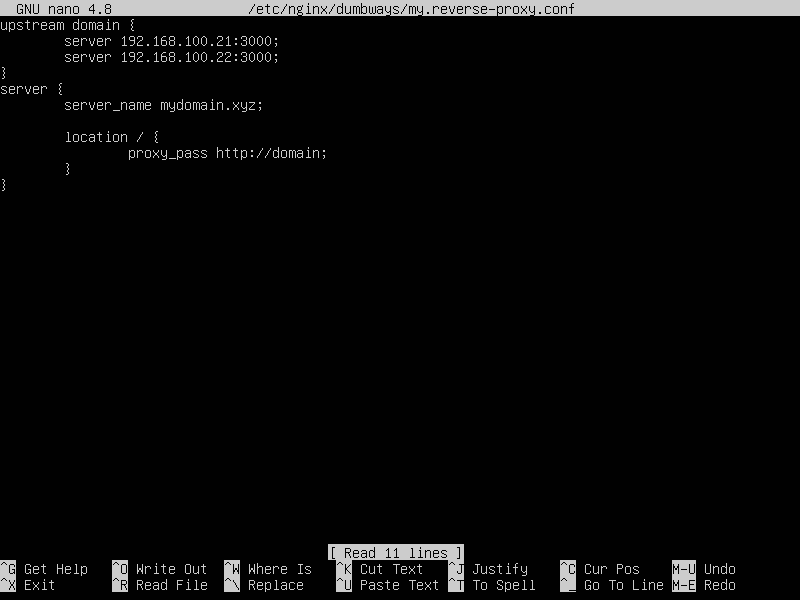 GNU nano 4.8 /etc/nginx/dumbways/my.reverse-proxy.conf
upstream domain {
        server 192.168.100.21:3000;
        server 192.168.100.22:3000;
}
server {
        server_name mydomain.xyz;

        location / {
                proxy_pass http://domain;
        }
}
[ Read 11 lines ]
^G Get Help ^O Write Out ^W Where Is ^K Cut Text ^J Justify ^C Cur Pos M-U Undo
^X Exit ^R Read File ^\ Replace ^U Paste Text ^T To Spell ^_ Go To Line M-E Redo